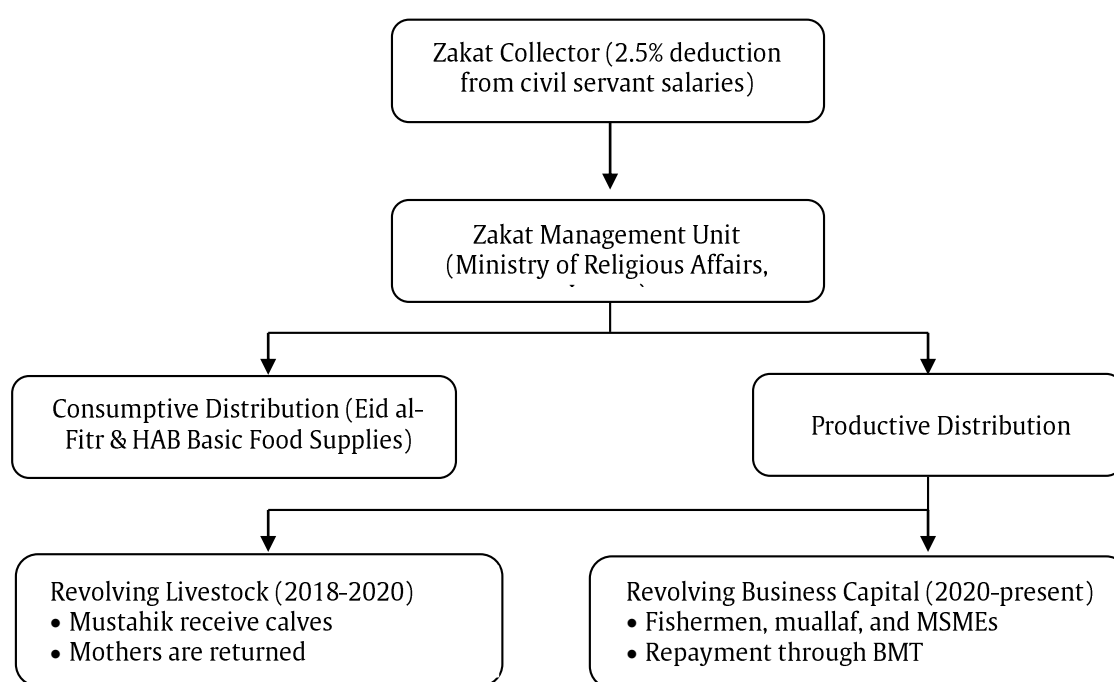 Zakat Collector (2.5% deduction
from civil servant salaries)
Zakat Management Unit
(Ministry of Religious Affairs,
Consumptive Distribution (Eid al-
Fitr & HAB Basic Food Supplies)
Productive Distribution
Revolving Livestock (2018-2020)
• Mustahik receive calves
• Mothers are returned
Revolving Business Capital (2020-present)
• Fishermen, muallaf, and MSMEs
• Repayment through BMT